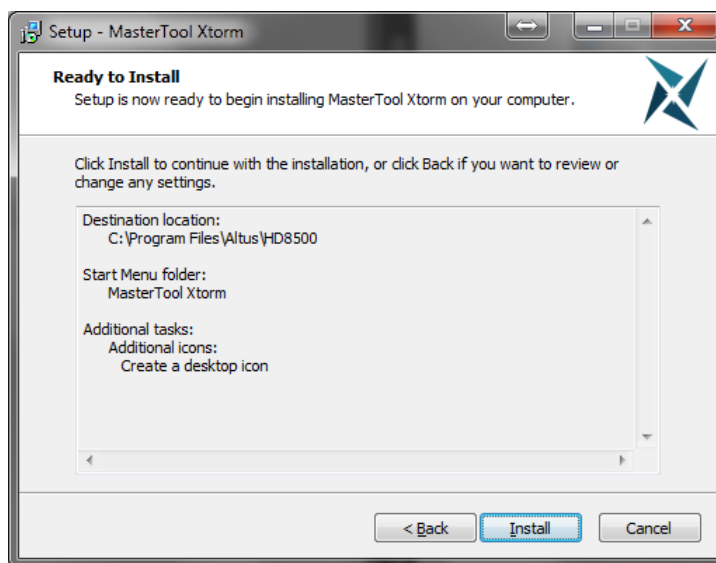 Setup - MasterTool Xtorm
Ready to Install
Setup is now ready to begin installing MasterTool Xtorm on your computer.
Click Install to continue with the installation, or click Back if you want to review or
change any settings.
Destination location:
C:\Program Files\Altus\HD8500
Start Menu folder:
MasterTool Xtorm
Additional tasks:
Additional icons:
Create a desktop icon
< Back
Install
Cancel